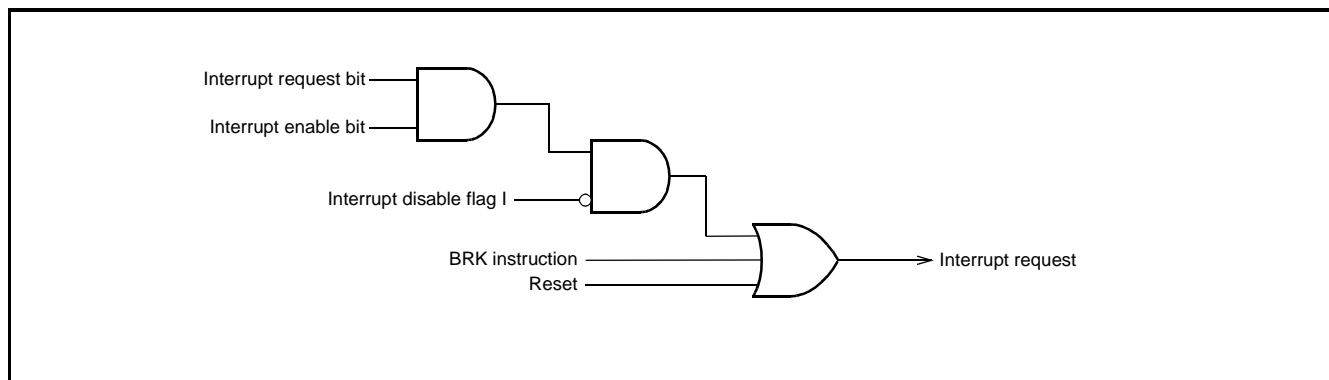 Interrupt request bit
Interrupt enable bit
Interrupt disable flag I
BRK instruction
Reset
Interrupt request